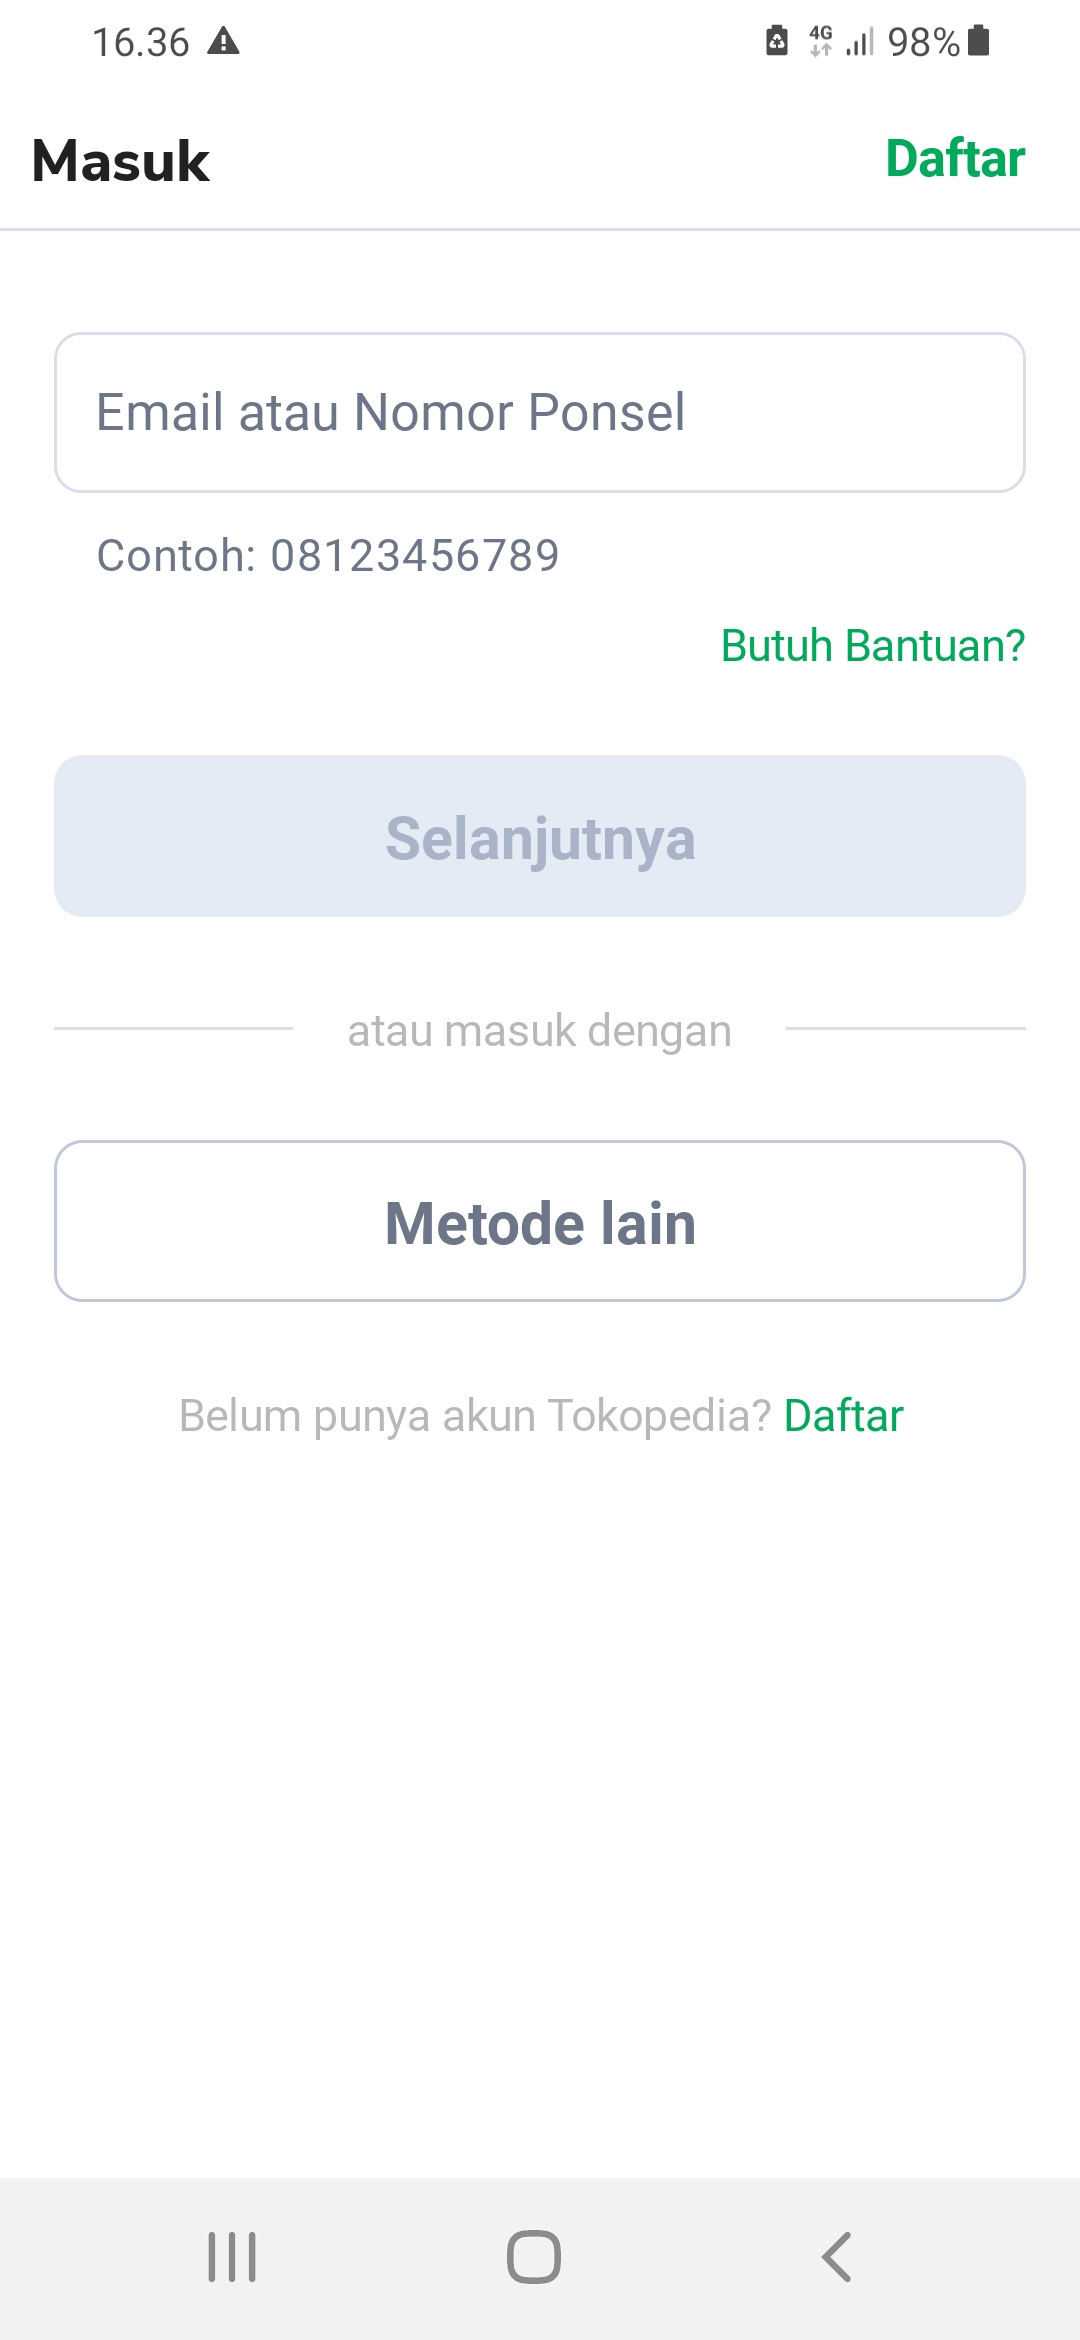 16.36
4G 98%
Masuk
Daftar
Email atau Nomor Ponsel
Contoh: 08123456789
Butuh Bantuan?
Selanjutnya
atau masuk dengan
Metode lain
Belum punya akun Tokopedia? Daftar